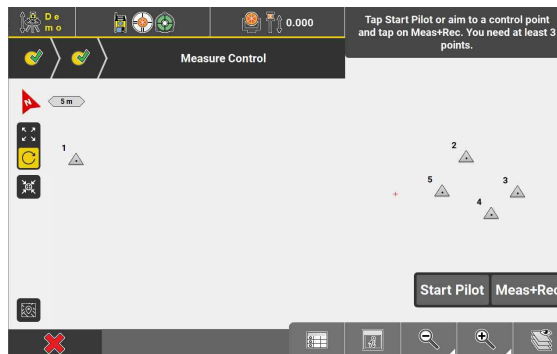 De
mo
0.000
Tap Start Pilot or aim to a control point
and tap on Meas+Rec. You need at least 3
points.
Measure Control
N
5 m
1
2
5
3
4
Start Pilot
Meas+Rec